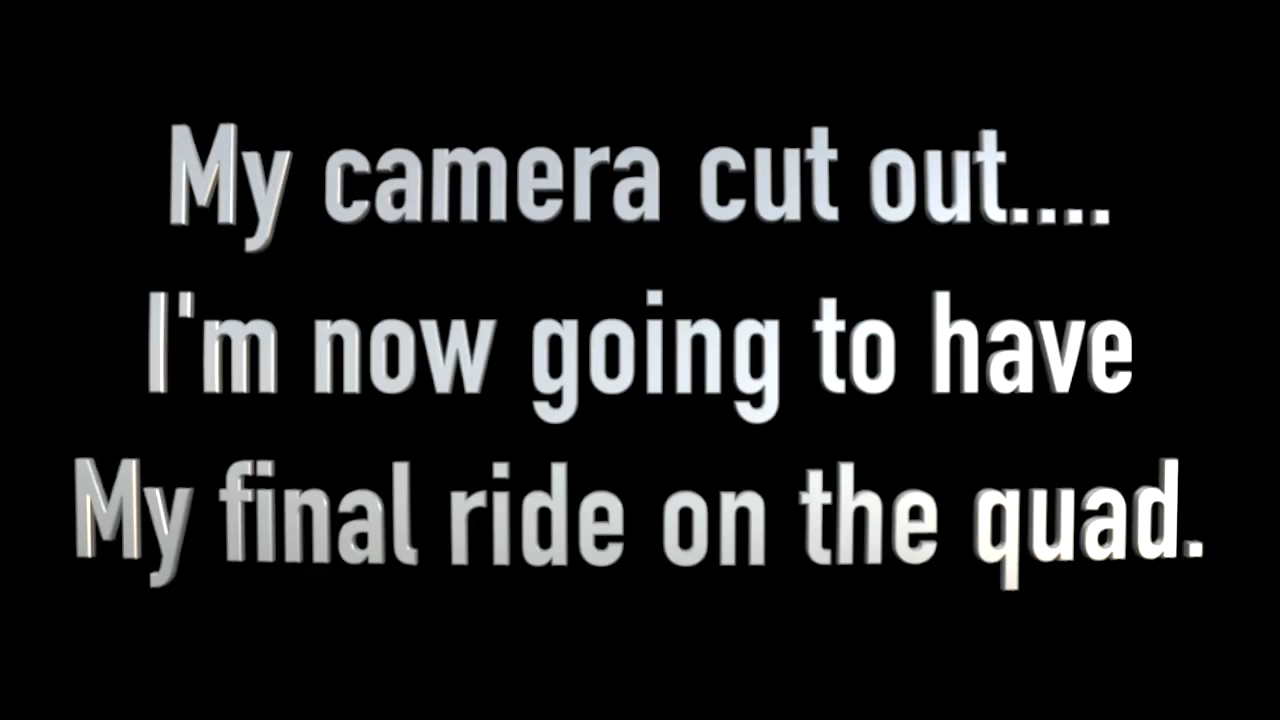 My camera cut out....
I'm now going to have
My final ride on the quad.